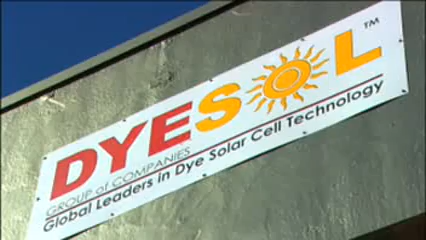 DYESOL™
GROUP of COMPANIES
Global Leaders in Dye Solar Cell Technology